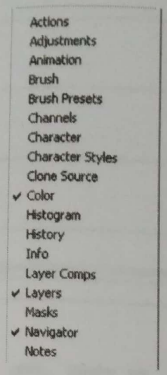 Actions
Adjustments
Animation
Brush
Brush Presets
Channels
Character
Character Styles
Clone Source
✓ Color
Histogram
History
Info
Layer Comps
✓ Layers
Masks
✓ Navigator
Notes